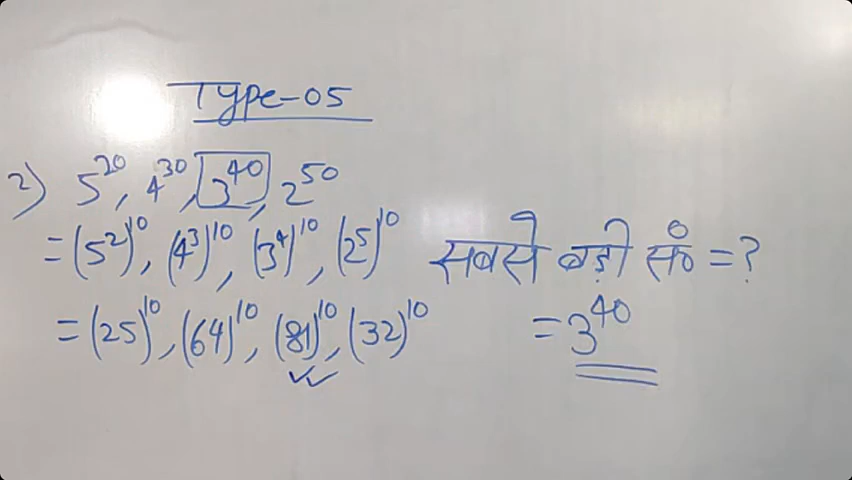 Type-05
2) 5^20, 4^30, 3^40, 2^50
= (5^2)^10, (4^3)^10, (3^4)^10, (2^5)^10 सबसे बड़ी सं० = ?
= (25)^10, (64)^10, (81)^10, (32)^10 = 3^40